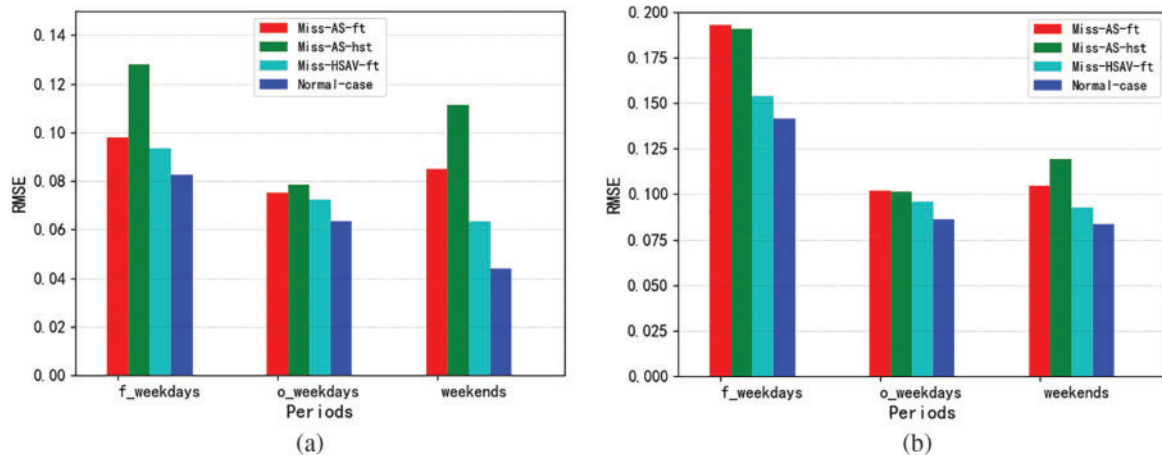 Miss-AS-ft
Miss-AS-hst
Miss-HSAV-ft
Normal-case
0.14
0.12
0.10
0.08
0.06
0.04
0.02
0.00
RMSE
f_weekdays
o_weekdays
weekends
Periods
(a)
Miss-AS-ft
Miss-AS-hst
Miss-HSAV-ft
Normal-case
0.200
0.175
0.150
0.125
0.100
0.075
0.050
0.025
0.000
RMSE
f_weekdays
o_weekdays
weekends
Periods
(b)